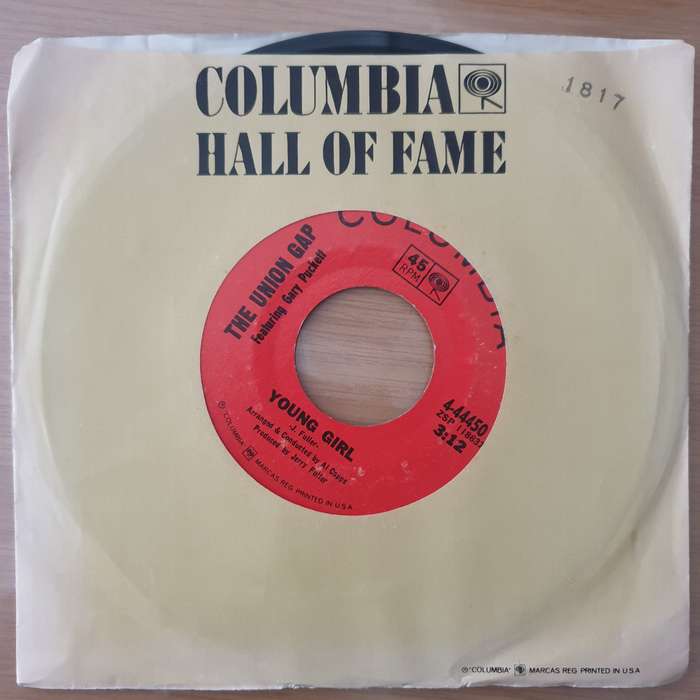 COLUMBIA
HALL OF FAME
1817
COLUMBIA
THE UNION GAP
Featuring Gary Puckett
45
RPM
YOUNG GIRL
-J. Fuller-
Arranged & Conducted by Al Capps
Produced by Jerry Fuller
4-44450
ZSP
3:12
℗ "COLUMBIA" MARCAS REG. PRINTED IN U.S.A.
℗ "COLUMBIA" MARCAS REG. PRINTED IN U.S.A.